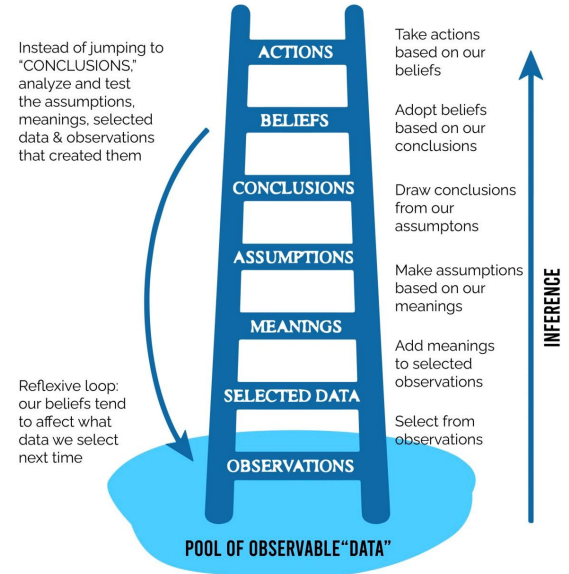 Instead of jumping to
“CONCLUSIONS,”
analyze and test
the assumptions,
meanings, selected
data & observations
that created them
Reflexive loop:
our beliefs tend
to affect what
data we select
next time
ACTIONS
BELIEFS
CONCLUSIONS
ASSUMPTIONS
MEANINGS
SELECTED DATA
OBSERVATIONS
POOL OF OBSERVABLE“DATA”
Take actions
based on our
beliefs
Adopt beliefs
based on our
conclusions
Draw conclusions
from our
assumptons
Make assumptions
based on our
meanings
Add meanings
to selected
observations
Select from
observations
INFERENCE